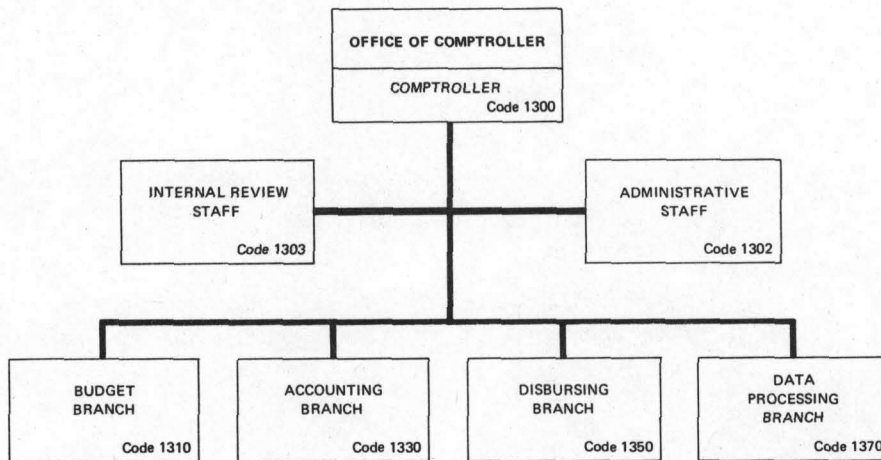 OFFICE OF COMPTROLLER
COMPTROLLER
Code 1300
INTERNAL REVIEW
STAFF
Code 1303
ADMINISTRATIVE
STAFF
Code 1302
BUDGET
BRANCH
Code 1310
ACCOUNTING
BRANCH
Code 1330
DISBURSING
BRANCH
Code 1350
DATA
PROCESSING
BRANCH
Code 1370